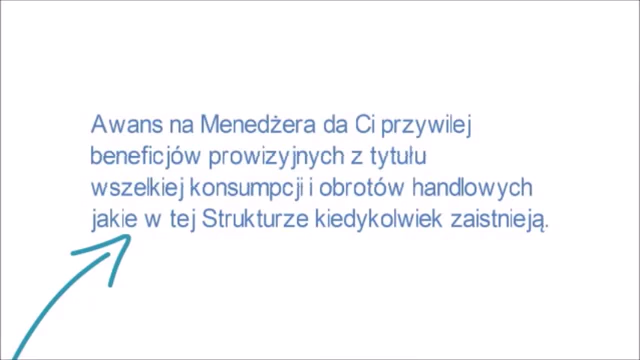 Awans na Menedżera da Ci przywilej
beneficjów prowizyjnych z tytułu
wszelkiej konsumpcji i obrotów handlowych
jakie w tej Strukturze kiedykolwiek zaistnieją.